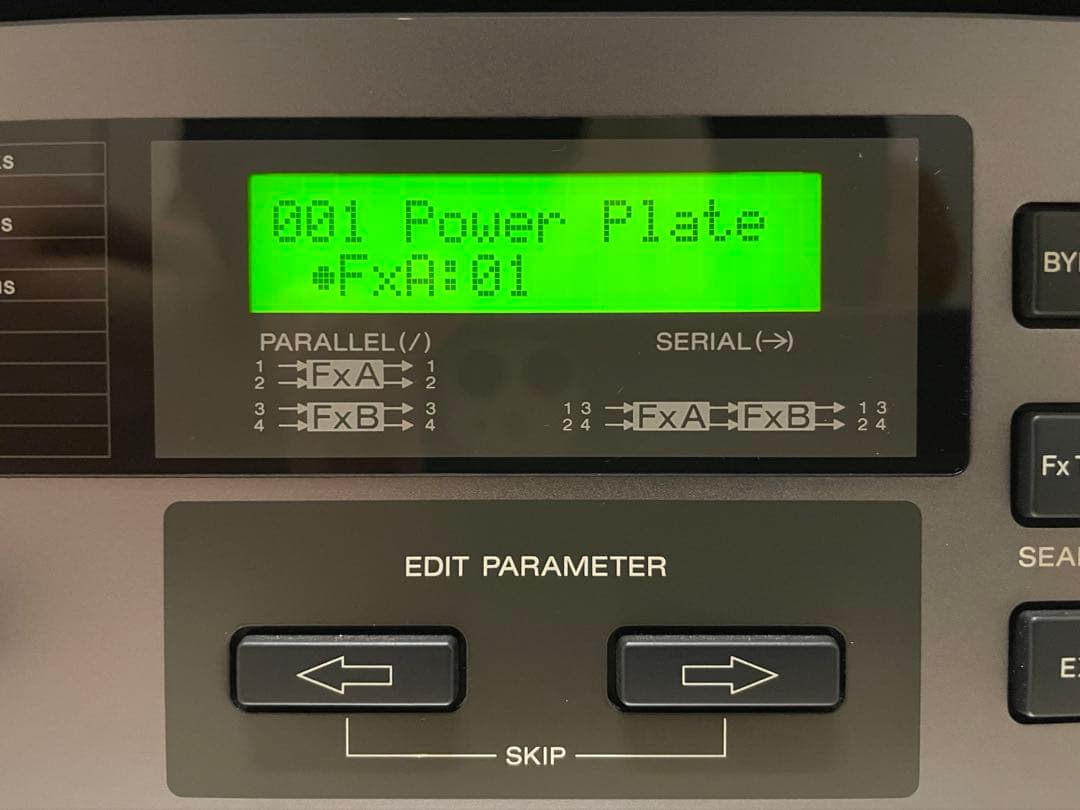 001 Power Plate
●FxA:01
PARALLEL(/)
SERIAL(→)
1 FxA 1
2 2
3 FxB 3
4 4
1 3 FxA FxB 1 3
2 4 2 4
EDIT PARAMETER
SKIP
Fx